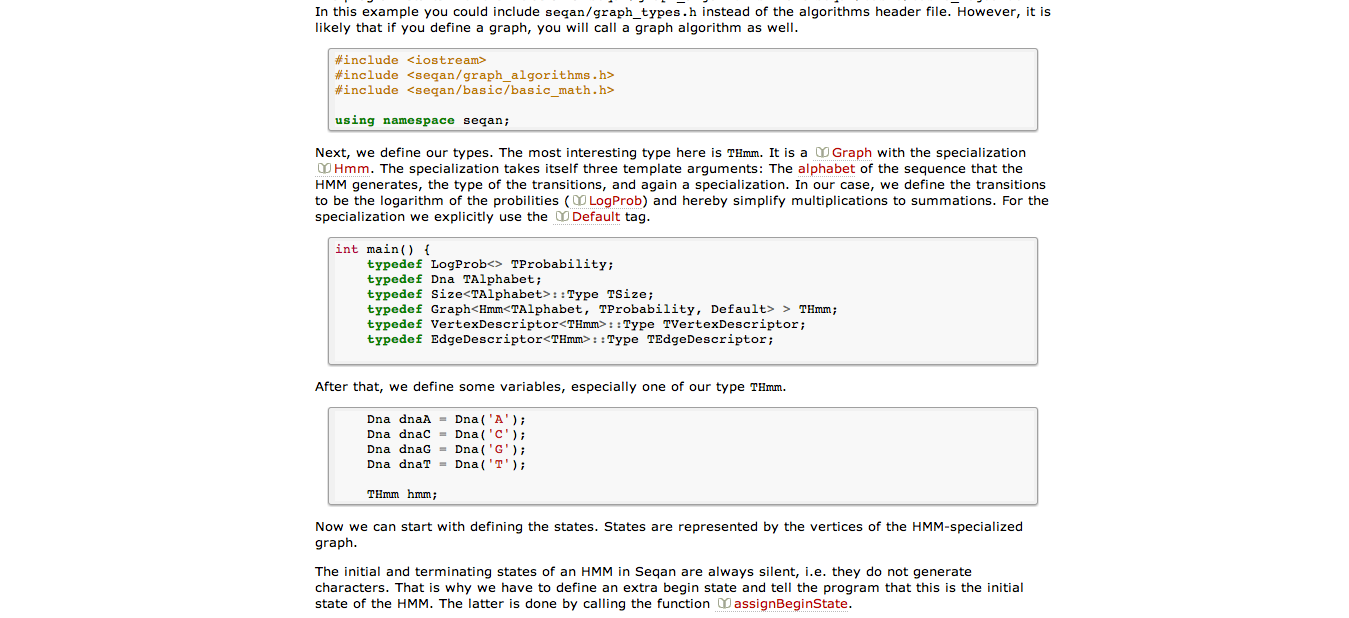 In this example you could include seqan/graph_types.h instead of the algorithms header file. However, it is
likely that if you define a graph, you will call a graph algorithm as well.
#include <iostream>
#include <seqan/graph_algorithms.h>
#include <seqan/basic/basic_math.h>
using namespace seqan;
Next, we define our types. The most interesting type here is THmm. It is a Graph with the specialization
Hmm. The specialization takes itself three template arguments: The alphabet of the sequence that the
HMM generates, the type of the transitions, and again a specialization. In our case, we define the transitions
to be the logarithm of the probilities (LogProb) and hereby simplify multiplications to summations. For the
specialization we explicitly use the Default tag.
int main() {
    typedef LogProb<> TProbability;
    typedef Dna TAlphabet;
    typedef Size<TAlphabet>::Type TSize;
    typedef Graph<Hmm<TAlphabet, TProbability, Default> > THmm;
    typedef VertexDescriptor<THmm>::Type TVertexDescriptor;
    typedef EdgeDescriptor<THmm>::Type TEdgeDescriptor;
After that, we define some variables, especially one of our type THmm.
    Dna dnaA = Dna('A');
    Dna dnaC = Dna('C');
    Dna dnaG = Dna('G');
    Dna dnaT = Dna('T');
    THmm hmm;
Now we can start with defining the states. States are represented by the vertices of the HMM-specialized
graph.
The initial and terminating states of an HMM in Seqan are always silent, i.e. they do not generate
characters. That is why we have to define an extra begin state and tell the program that this is the initial
state of the HMM. The latter is done by calling the function assignBeginState.